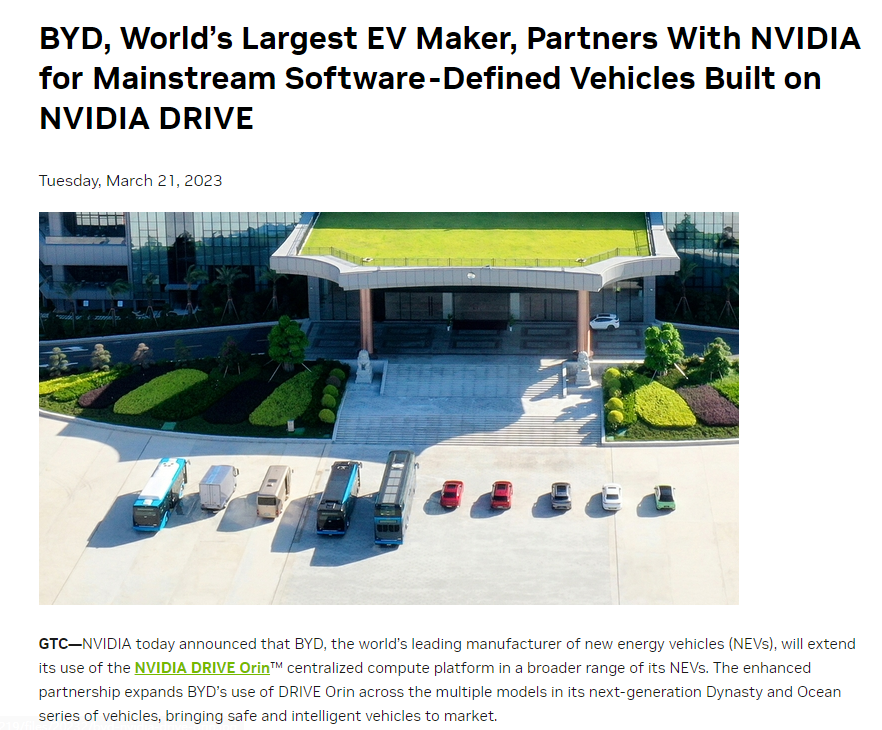 BYD, World’s Largest EV Maker, Partners With NVIDIA
for Mainstream Software-Defined Vehicles Built on
NVIDIA DRIVE
Tuesday, March 21, 2023
GTC—NVIDIA today announced that BYD, the world’s leading manufacturer of new energy vehicles (NEVs), will extend
its use of the NVIDIA DRIVE Orin™ centralized compute platform in a broader range of its NEVs. The enhanced
partnership expands BYD’s use of DRIVE Orin across the multiple models in its next-generation Dynasty and Ocean
series of vehicles, bringing safe and intelligent vehicles to market.